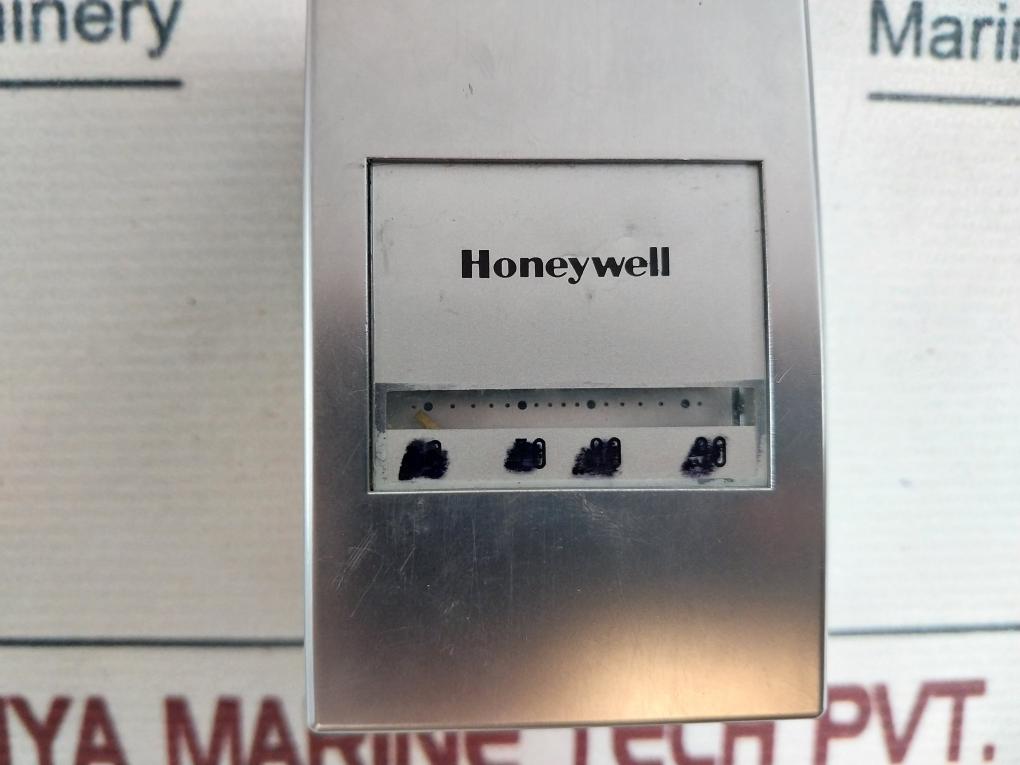 inery
Marin
Honeywell
IYA MARINE TECH PVT.